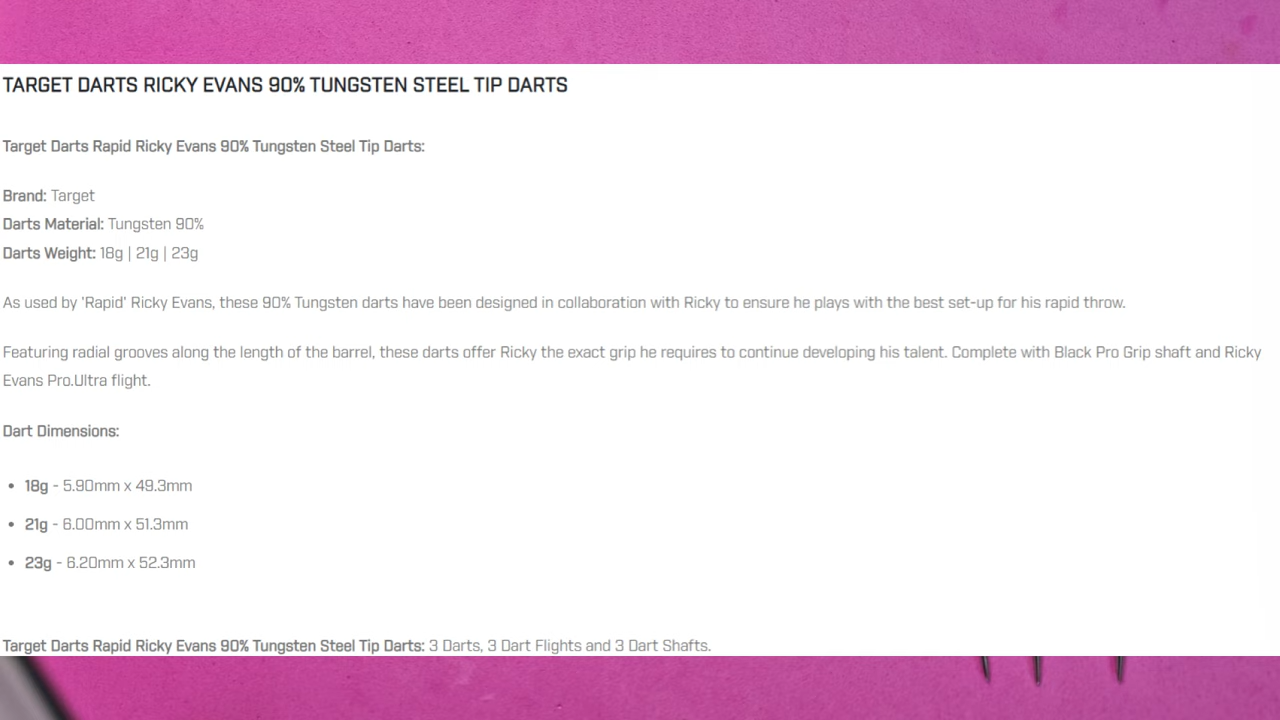 TARGET DARTS RICKY EVANS 90% TUNGSTEN STEEL TIP DARTS
Target Darts Rapid Ricky Evans 90% Tungsten Steel Tip Darts:
Brand: Target
Darts Material: Tungsten 90%
Darts Weight: 18g | 21g | 23g
As used by 'Rapid' Ricky Evans, these 90% Tungsten darts have been designed in collaboration with Ricky to ensure he plays with the best set-up for his rapid throw.
Featuring radial grooves along the length of the barrel, these darts offer Ricky the exact grip he requires to continue developing his talent. Complete with Black Pro Grip shaft and Ricky
Evans Pro.Ultra flight.
Dart Dimensions:
• 18g - 5.90mm x 49.3mm
• 21g - 6.00mm x 51.3mm
• 23g - 6.20mm x 52.3mm
Target Darts Rapid Ricky Evans 90% Tungsten Steel Tip Darts: 3 Darts, 3 Dart Flights and 3 Dart Shafts.